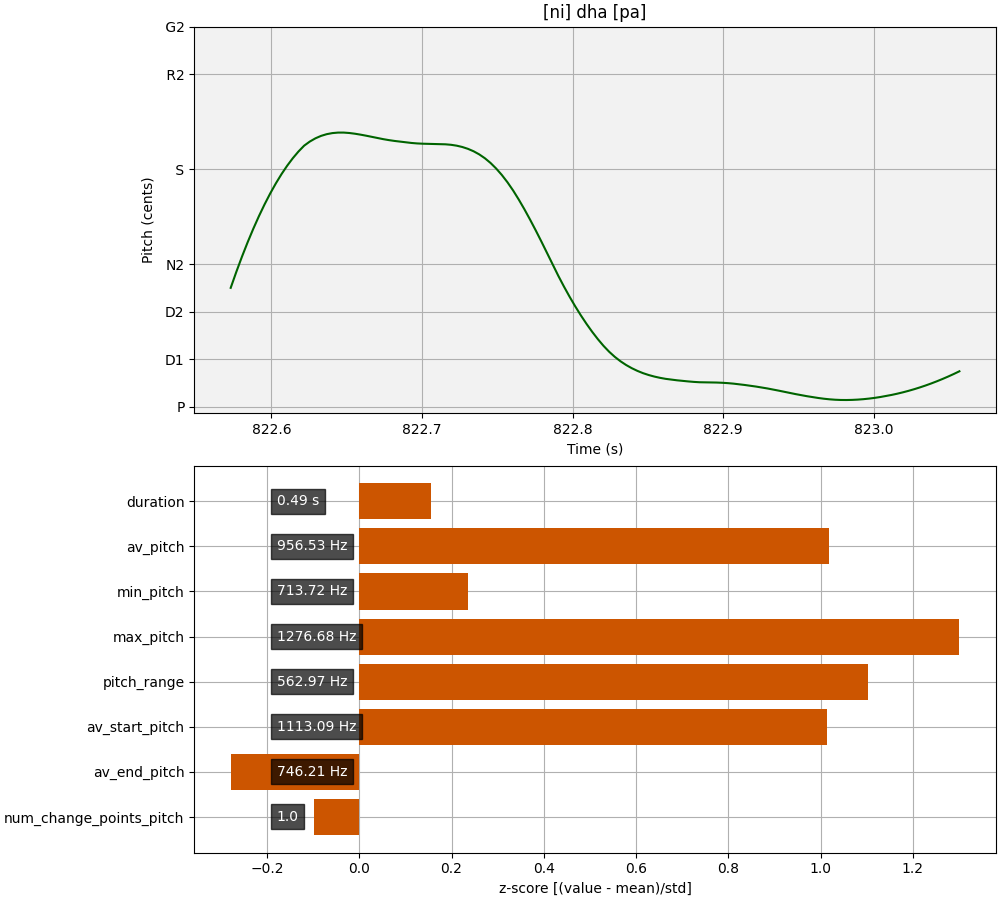 [ni] dha [pa]
G2
R2
S
N2
D2
D1
P
Pitch (cents)
822.6 822.7 822.8 822.9 823.0
Time (s)
duration 0.49 s
av_pitch 956.53 Hz
min_pitch 713.72 Hz
max_pitch 1276.68 Hz
pitch_range 562.97 Hz
av_start_pitch 1113.09 Hz
av_end_pitch 746.21 Hz
num_change_points_pitch 1.0
−0.2 0.0 0.2 0.4 0.6 0.8 1.0 1.2
z-score [(value - mean)/std]